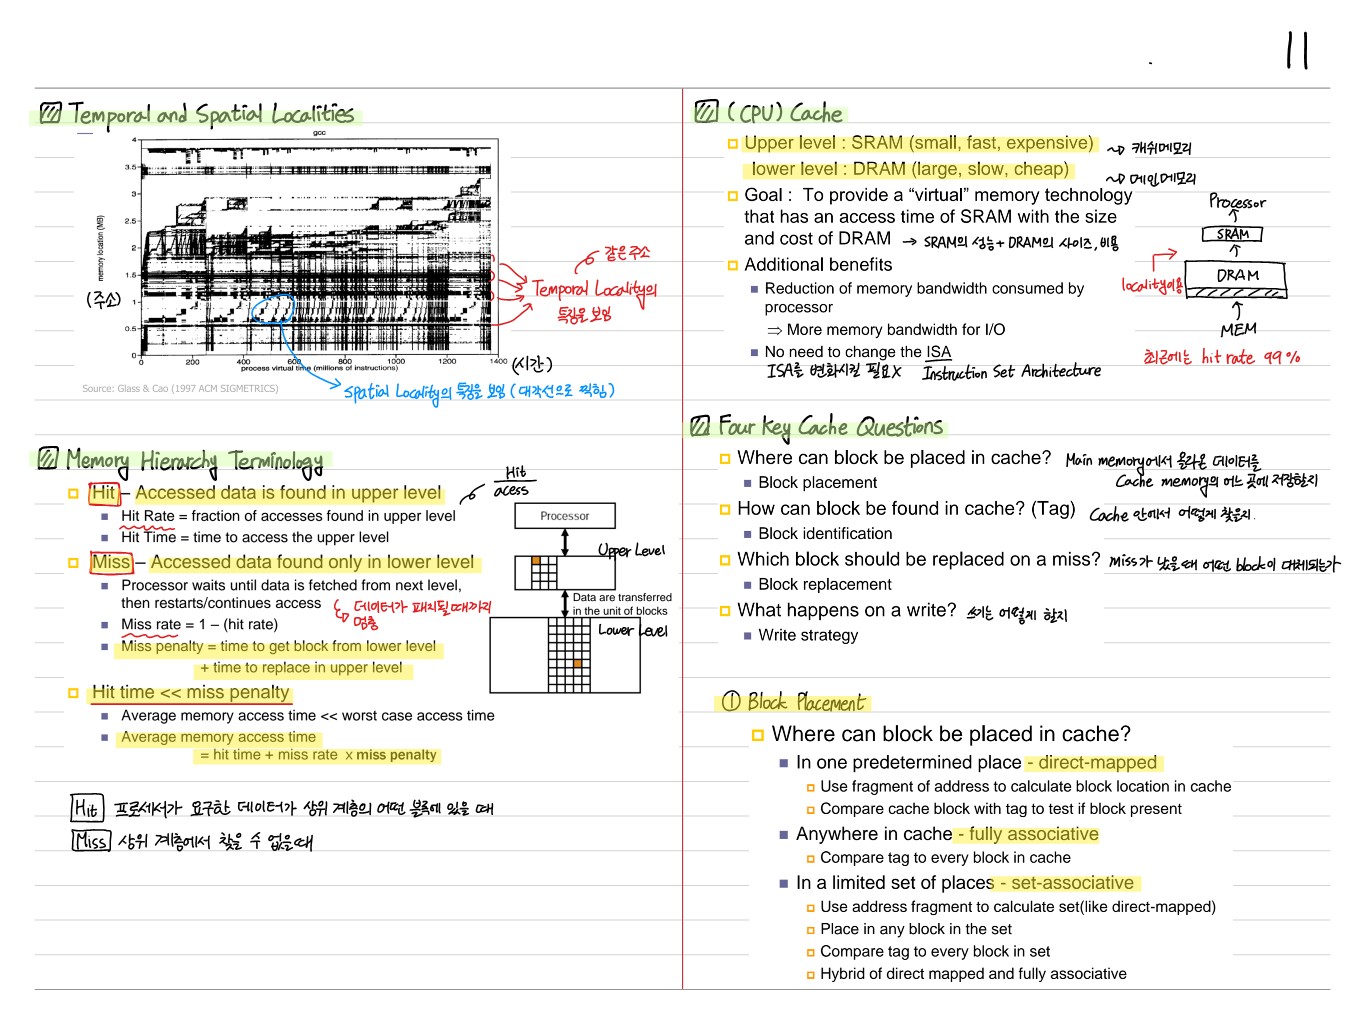 11
Temporal and Spatial Localities
gcc
4
3.5
3
2.5
2
1.5
1
0.5
0
memory location (MB)
(주소)
0 200 400 600 800 1000 1200 1400
process virtual time (millions of instructions)
(시간)
같은 주소
Temporal Locality의
특징을 보임
Spatial Locality의 특징을 보임 (대각선으로 찍힘)
Source: Glass & Cao (1997 ACM SIGMETRICS)
Memory Hierarchy Terminology
Hit – Accessed data is found in upper level
Hit
acess
Hit Rate = fraction of accesses found in upper level
Hit Time = time to access the upper level
Miss – Accessed data found only in lower level
Processor waits until data is fetched from next level,
then restarts/continues access
데이터가 패치될 때까지
멈춤
Miss rate = 1 – (hit rate)
Miss penalty = time to get block from lower level
+ time to replace in upper level
Hit time << miss penalty
Average memory access time << worst case access time
Average memory access time
= hit time + miss rate x miss penalty
Processor
Upper Level
Data are transferred
in the unit of blocks
Lower Level
Hit 프로세서가 요구한 데이터가 상위 계층의 어떤 블록에 있을 때
Miss 상위 계층에서 찾을 수 없을때
(CPU) Cache
Upper level : SRAM (small, fast, expensive) ~> 캐쉬메모리
lower level : DRAM (large, slow, cheap) ~> 메인메모리
Goal : To provide a “virtual” memory technology
that has an access time of SRAM with the size
and cost of DRAM → SRAM의 성능 + DRAM의 사이즈, 비용
Additional benefits
Reduction of memory bandwidth consumed by
processor
⇒ More memory bandwidth for I/O
No need to change the ISA
ISA를 변화시킬 필요X Instruction Set Architecture
Processor
SRAM
DRAM
locality이용
MEM
최근에는 hit rate 99%
Four Key Cache Questions
Where can block be placed in cache? Main memory에서 올라온 데이터를
Cache memory의 어느 곳에 저장할지
Block placement
How can block be found in cache? (Tag) Cache 안에서 어떻게 찾을지.
Block identification
Which block should be replaced on a miss? Miss가 났을때 어떤 block이 대체되는가
Block replacement
What happens on a write? 쓰기는 어떻게 할지
Write strategy
① Block Placement
Where can block be placed in cache?
In one predetermined place - direct-mapped
Use fragment of address to calculate block location in cache
Compare cache block with tag to test if block present
Anywhere in cache - fully associative
Compare tag to every block in cache
In a limited set of places - set-associative
Use address fragment to calculate set(like direct-mapped)
Place in any block in the set
Compare tag to every block in set
Hybrid of direct mapped and fully associative